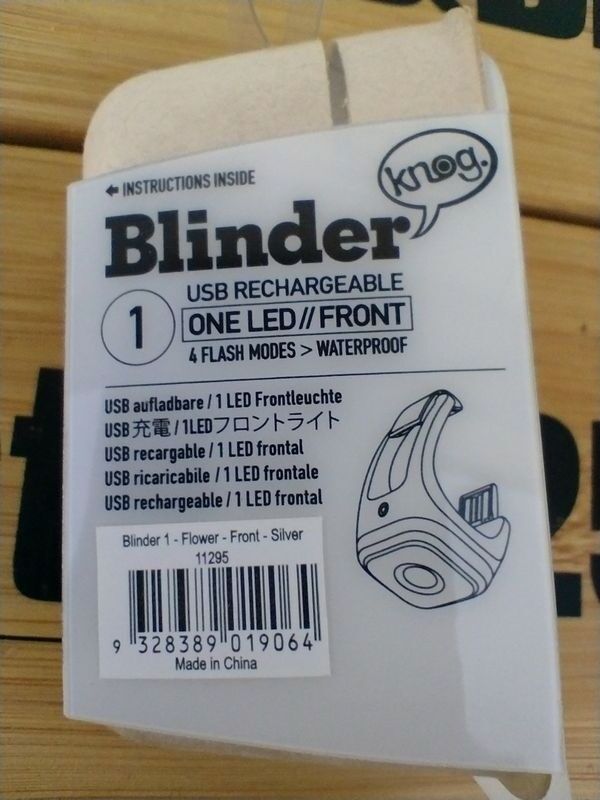 knog.
← INSTRUCTIONS INSIDE
Blinder
1
USB RECHARGEABLE
ONE LED//FRONT
4 FLASH MODES > WATERPROOF
USB aufladbare / 1 LED Frontleuchte
USB 充電 / 1LEDフロントライト
USB recargable / 1 LED frontal
USB ricaricabile / 1 LED frontale
USB rechargeable / 1 LED frontal
Blinder 1 - Flower - Front - Silver
11295
9 328389 019064
Made in China